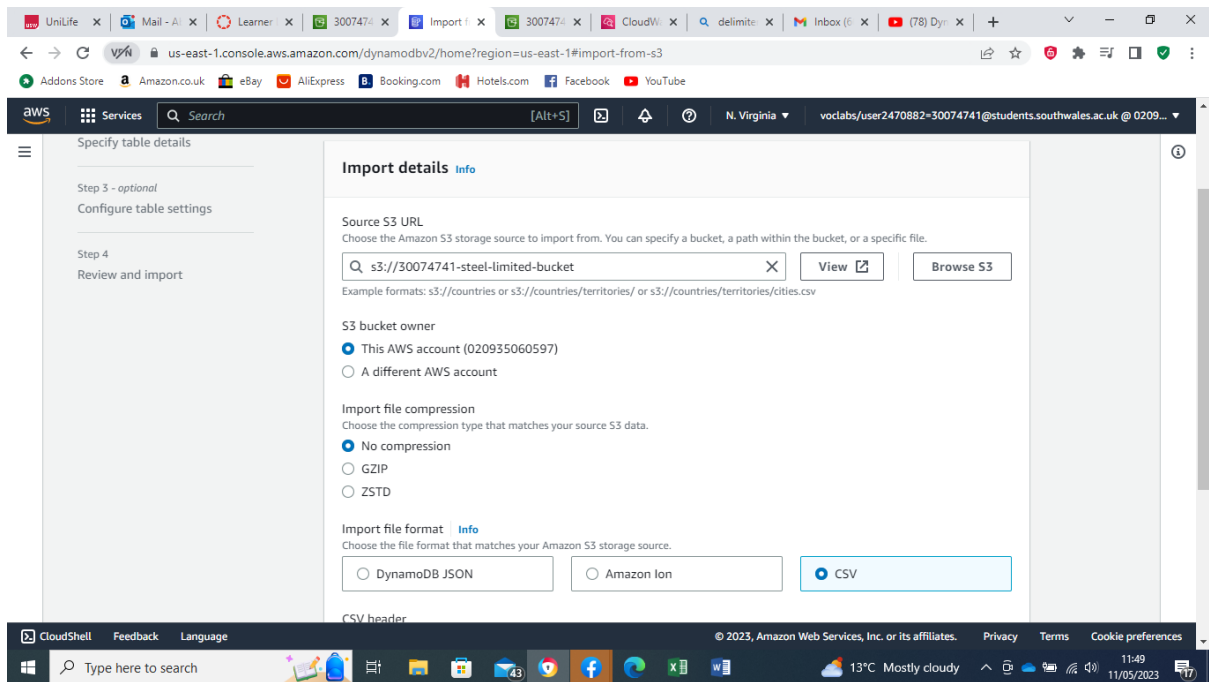 UniLife
Mail - Al
Learner
3007474
Import f
3007474
CloudW
delimite
Inbox (6
(78) Dyn
VPN
us-east-1.console.aws.amazon.com/dynamodbv2/home?region=us-east-1#import-from-s3
6
Addons Store
Amazon.co.uk
eBay
AliExpress
B. Booking.com
Hotels.com
Facebook
YouTube
aws
Services
Search
[Alt+S]
N. Virginia
voclabs/user2470882=30074741@students.southwales.ac.uk @ 0209...
Specify table details
Step 3 - optional
Configure table settings
Step 4
Review and import
Import details Info
Source S3 URL
Choose the Amazon S3 storage source to import from. You can specify a bucket, a path within the bucket, or a specific file.
s3://30074741-steel-limited-bucket
View
Browse S3
Example formats: s3://countries or s3://countries/territories/ or s3://countries/territories/cities.csv
S3 bucket owner
This AWS account (020935060597)
A different AWS account
Import file compression
Choose the compression type that matches your source S3 data.
No compression
GZIP
ZSTD
Import file format Info
Choose the file format that matches your Amazon S3 storage source.
DynamoDB JSON
Amazon Ion
CSV
CSV header
CloudShell
Feedback
Language
© 2023, Amazon Web Services, Inc. or its affiliates.
Privacy
Terms
Cookie preferences
Type here to search
43
13°C Mostly cloudy
11:49
11/05/2023
17